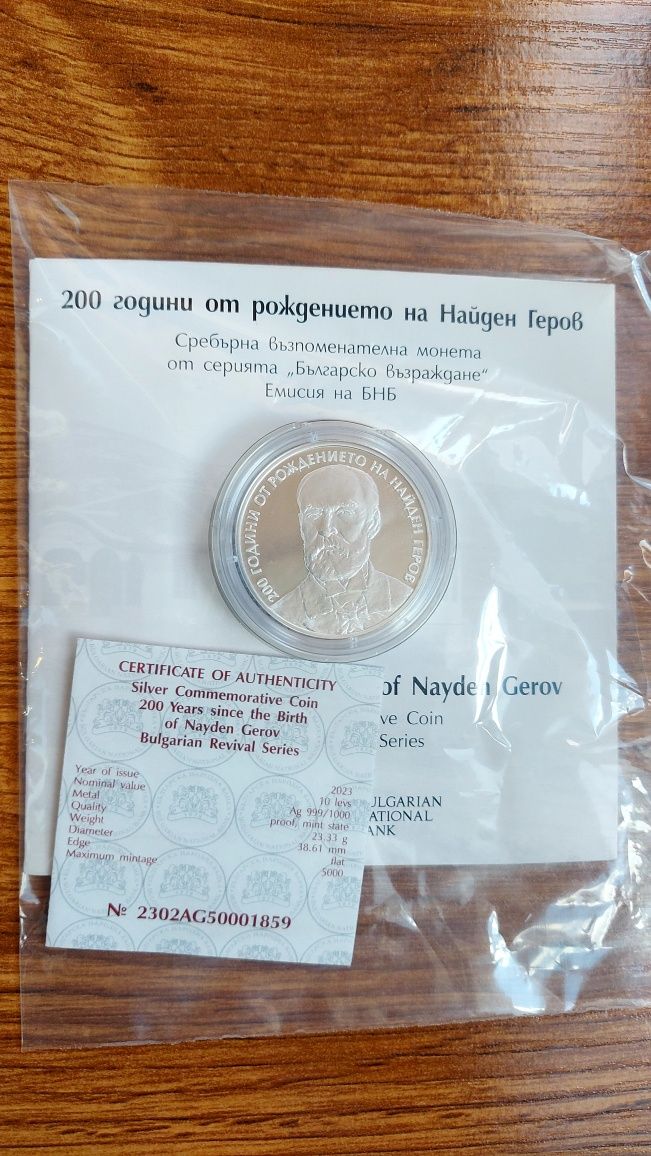 200 години от рождението на Найден Геров
Сребърна възпоменателна монета
от серията „Българско възраждане“
Емисия на БНБ
200 ГОДИНИ ОТ РОЖДЕНИЕТО НА НАЙДЕН ГЕРОВ
of Nayden Gerov
ve Coin
Series
BULGARIAN
NATIONAL
BANK
CERTIFICATE OF AUTHENTICITY
Silver Commemorative Coin
200 Years since the Birth
of Nayden Gerov
Bulgarian Revival Series
Year of issue 2023
Nominal value 10 levs
Metal Ag 999/1000
Quality proof, mint state
Weight 23.33 g
Diameter 38.61 mm
Edge flat
Maximum mintage 5000
№ 2302AG50001859